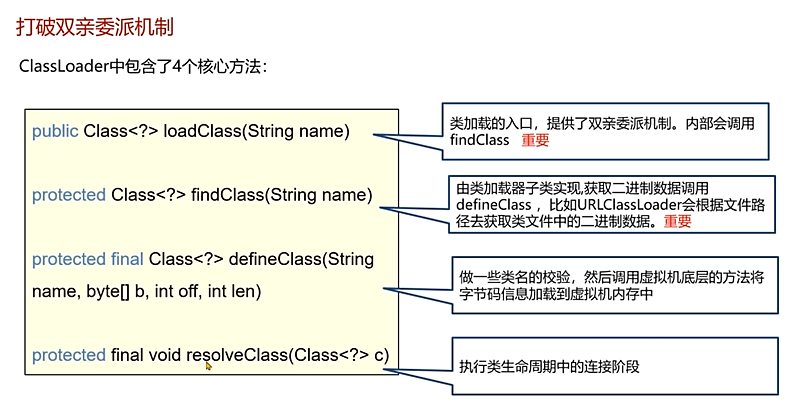 打破双亲委派机制
ClassLoader中包含了4个核心方法：
public Class<?> loadClass(String name)
类加载的入口，提供了双亲委派机制。内部会调用
findClass 重要
protected Class<?> findClass(String name)
由类加载器子类实现,获取二进制数据调用
defineClass ，比如URLClassLoader会根据文件路
径去获取类文件中的二进制数据。重要
protected final Class<?> defineClass(String
name, byte[] b, int off, int len)
做一些类名的校验，然后调用虚拟机底层的方法将
字节码信息加载到虚拟机内存中
protected final void resolveClass(Class<?> c)
执行类生命周期中的连接阶段